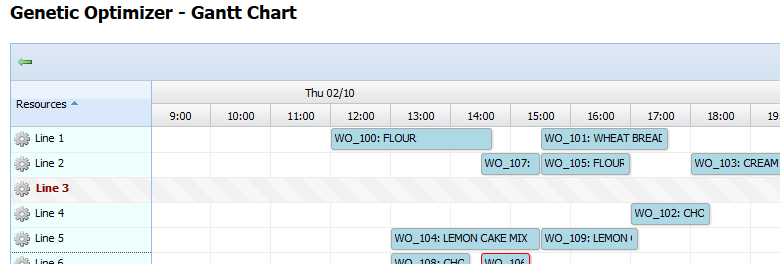 Genetic Optimizer - Gantt Chart
Thu 02/10
Resources
9:00 10:00 11:00 12:00 13:00 14:00 15:00 16:00 17:00 18:00 19:
Line 1 WO_100: FLOUR WO_101: WHEAT BREAD
Line 2 WO_107: WO_105: FLOUR WO_103: CREAM
Line 3
Line 4 WO_102: CHC
Line 5 WO_104: LEMON CAKE MIX WO_109: LEMON
Line 6 WO_108: CHC WO_106